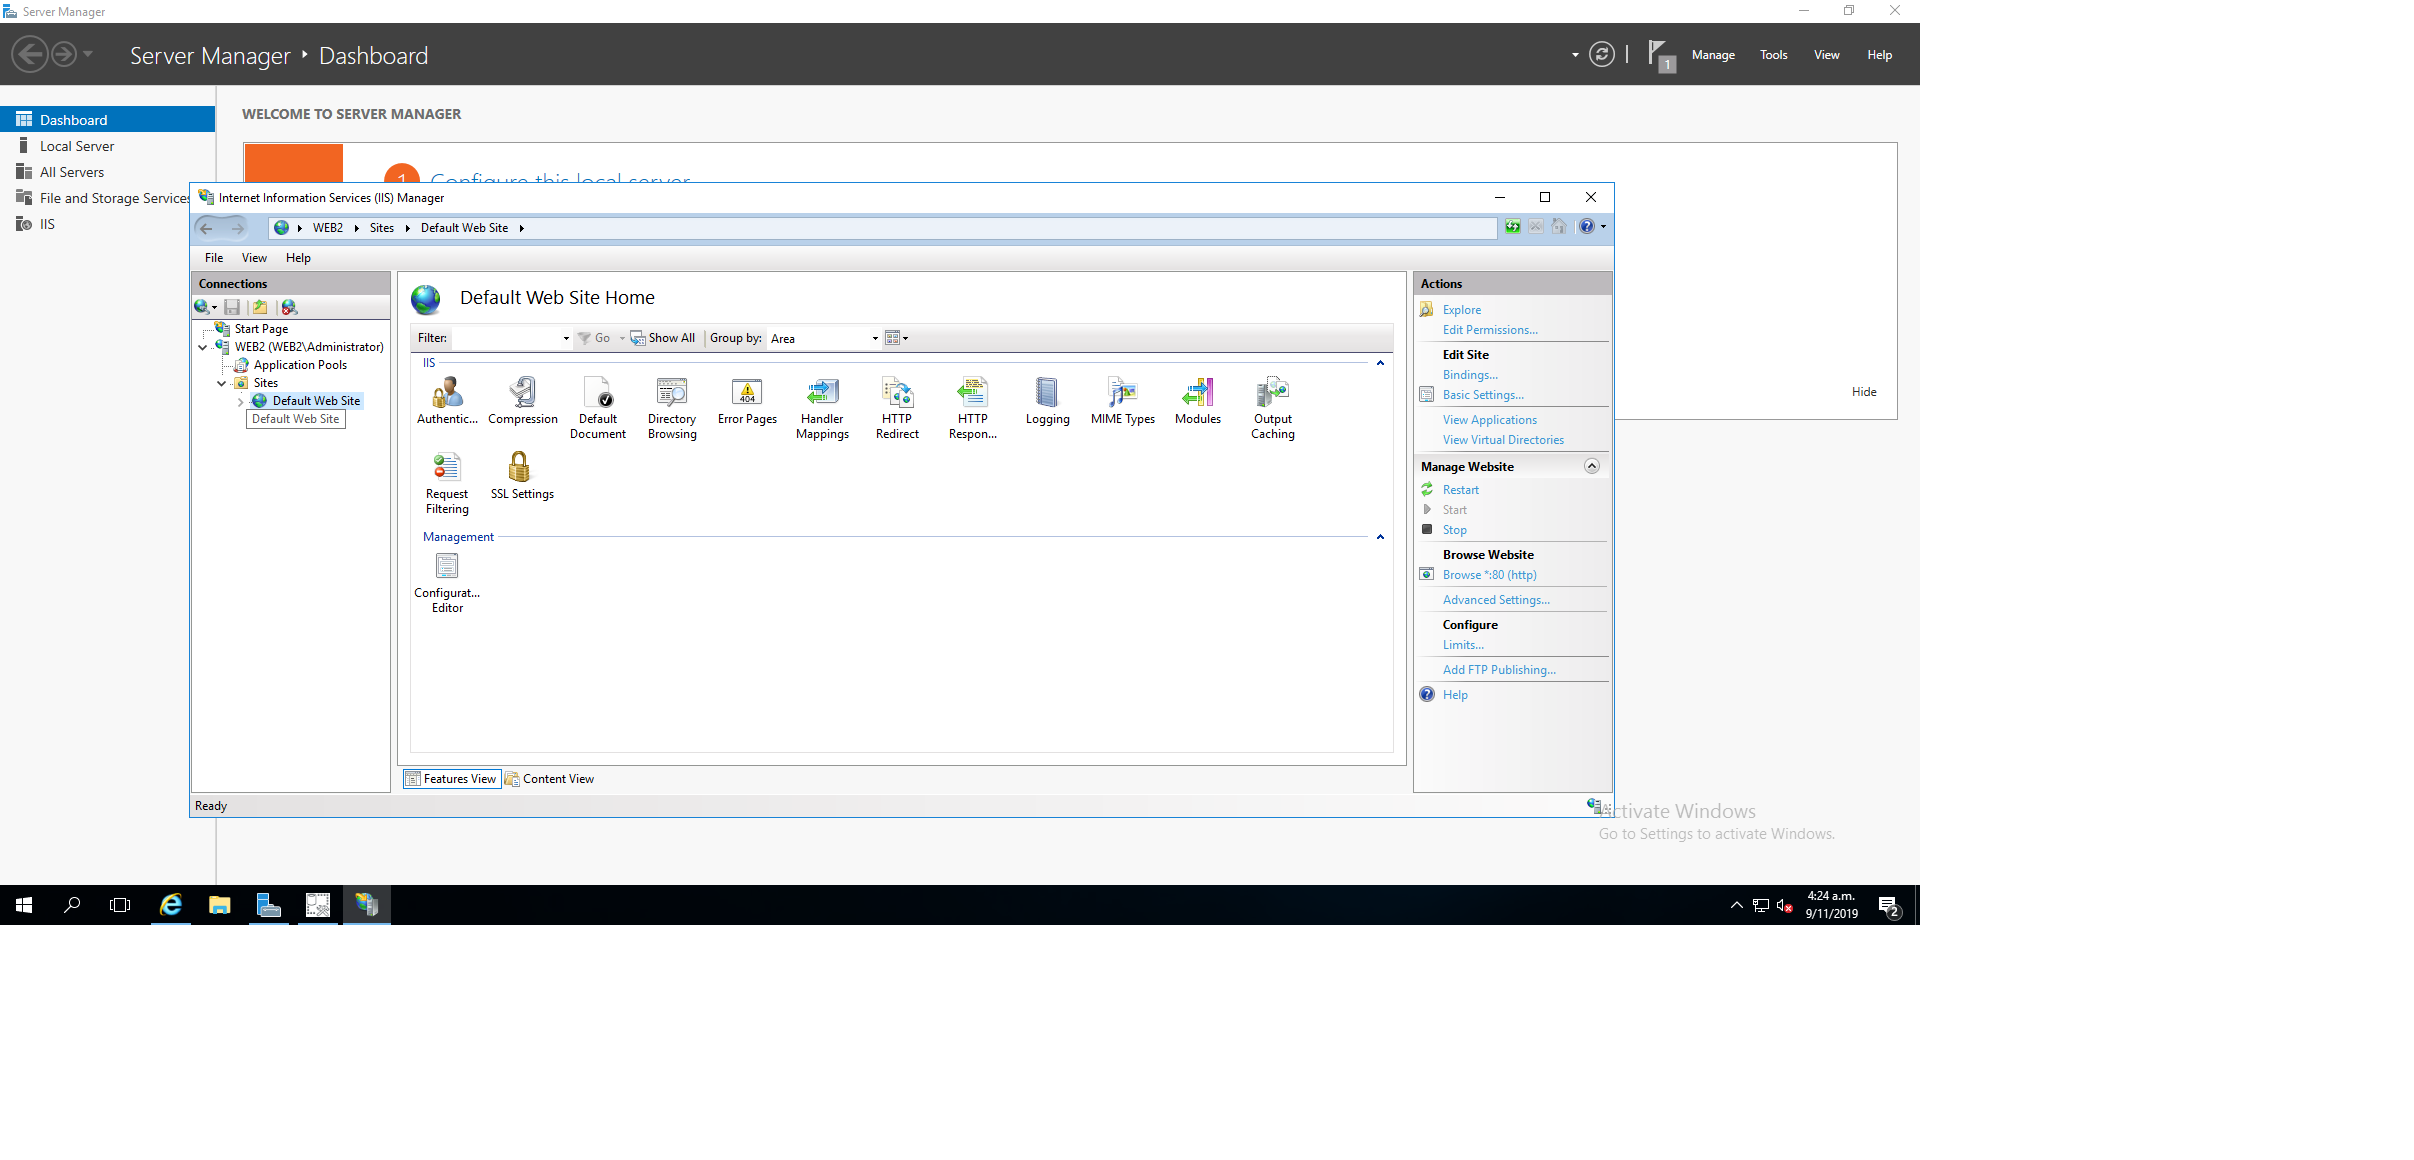 Server Manager
Server Manager ‣ Dashboard
1
Manage
Tools
View
Help
Dashboard
Local Server
All Servers
File and Storage Services
IIS
WELCOME TO SERVER MANAGER
1 Configure this local server
Hide
Internet Information Services (IIS) Manager
WEB2
Sites
Default Web Site
File
View
Help
Connections
Start Page
WEB2 (WEB2\Administrator)
Application Pools
Sites
Default Web Site
Default Web Site
Default Web Site Home
Filter:
Go
Show All
Group by:
Area
IIS
Authentic...
Compression
Default
Document
Directory
Browsing
404
Error Pages
Handler
Mappings
HTTP
Redirect
HTTP
Respon...
Logging
MIME Types
Modules
Output
Caching
Request
Filtering
SSL Settings
Management
Configurat...
Editor
Features View
Content View
Ready
Actions
Explore
Edit Permissions...
Edit Site
Bindings...
Basic Settings...
View Applications
View Virtual Directories
Manage Website
Restart
Start
Stop
Browse Website
Browse *:80 (http)
Advanced Settings...
Configure
Limits...
Add FTP Publishing...
Help
Activate Windows
Go to Settings to activate Windows.
4:24 a.m.
9/11/2019
2